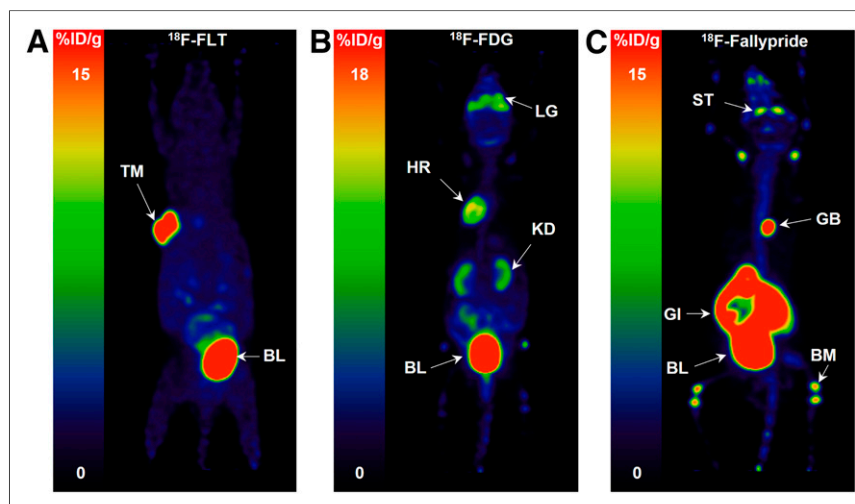 A
%ID/g
¹⁸F-FLT
15
TM
BL
0
B
%ID/g
¹⁸F-FDG
18
LG
HR
KD
BL
0
C
%ID/g
¹⁸F-Fallypride
15
ST
GB
GI
BL
BM
0